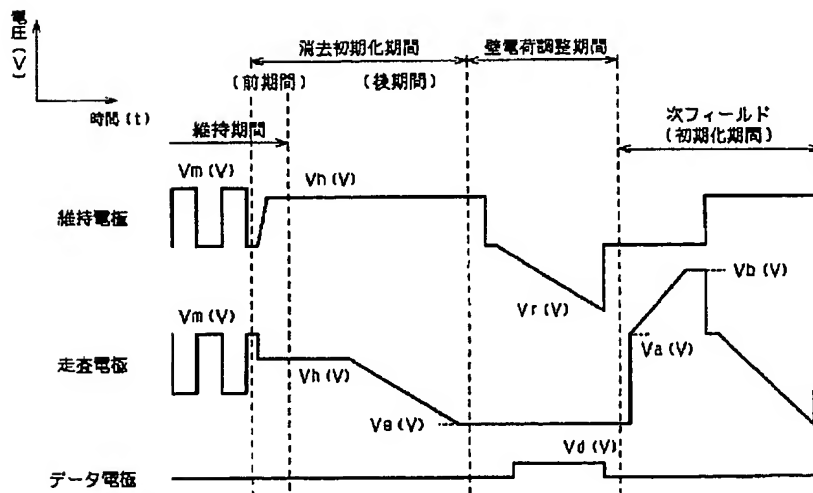 電圧(V)
時間(t)
消去初期化期間
壁電荷調整期間
(前期間)
(後期間)
維持期間
次フィールド
(初期化期間)
Vm(V)
Vh(V)
維持電極
Vr(V)
Vb(V)
Vm(V)
Va(V)
走査電極
Vh(V)
Va(V)
Vd(V)
データ電極